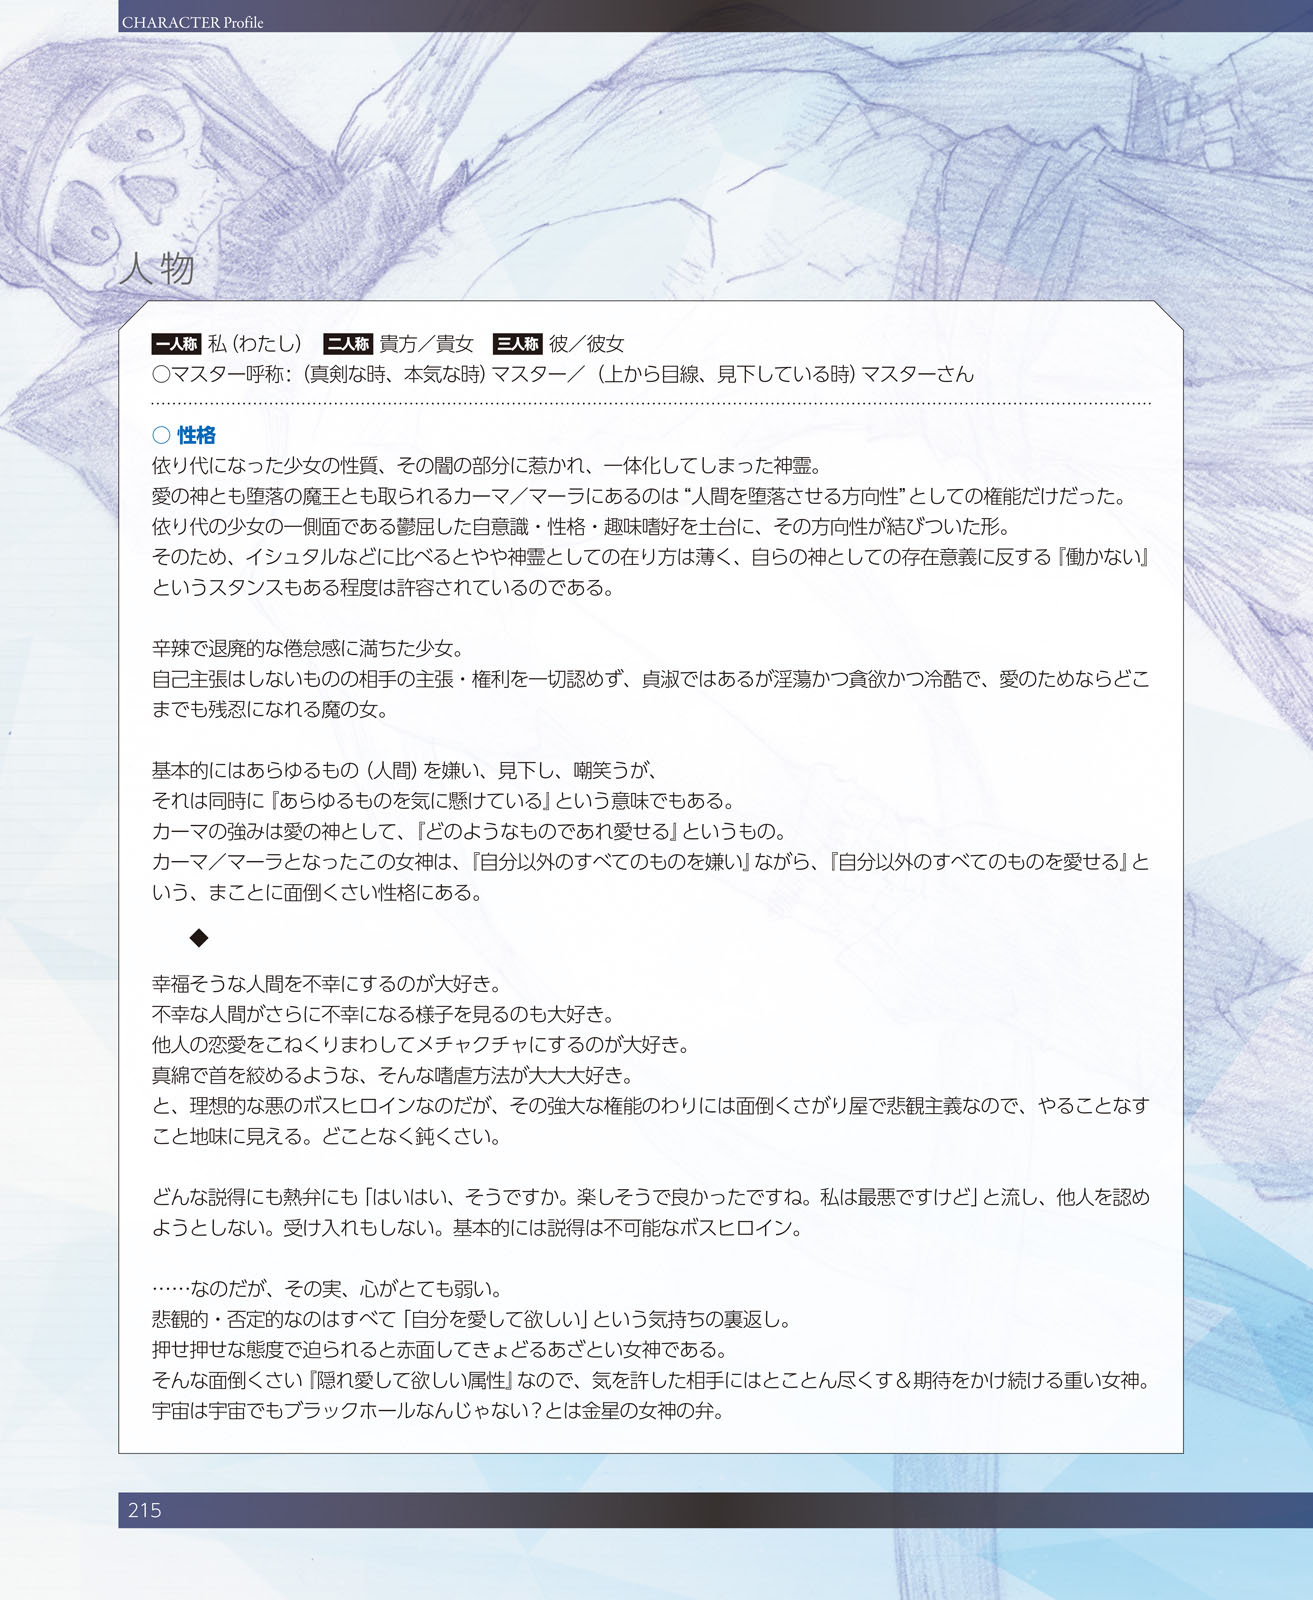 CHARACTER Profile
人物
一人称 私（わたし） 二人称 貴方／貴女 三人称 彼／彼女
○マスター呼称：（真剣な時、本気な時）マスター／（上から目線、見下している時）マスターさん
○ 性格
依り代になった少女の性質、その闇の部分に惹かれ、一体化してしまった神霊。
愛の神とも堕落の魔王とも取られるカーマ／マーラにあるのは“人間を堕落させる方向性”としての権能だけだった。
依り代の少女の一側面である鬱屈した自意識・性格・趣味嗜好を土台に、その方向性が結びついた形。
そのため、イシュタルなどに比べるとやや神霊としての在り方は薄く、自らの神としての存在意義に反する『働かない』
というスタンスもある程度は許容されているのである。
辛辣で退廃的な倦怠感に満ちた少女。
自己主張はしないものの相手の主張・権利を一切認めず、貞淑ではあるが淫蕩かつ貪欲かつ冷酷で、愛のためならどこ
までも残忍になれる魔の女。
基本的にはあらゆるもの（人間）を嫌い、見下し、嘲笑うが、
それは同時に『あらゆるものを気に懸けている』という意味でもある。
カーマの強みは愛の神として、『どのようなものであれ愛せる』というもの。
カーマ／マーラとなったこの女神は、『自分以外のすべてのものを嫌い』ながら、『自分以外のすべてのものを愛せる』と
いう、まことに面倒くさい性格にある。
◆
幸福そうな人間を不幸にするのが大好き。
不幸な人間がさらに不幸になる様子を見るのも大好き。
他人の恋愛をこねくりまわしてメチャクチャにするのが大好き。
真綿で首を絞めるような、そんな嗜虐方法が大大大好き。
と、理想的な悪のボスヒロインなのだが、その強大な権能のわりには面倒くさがり屋で悲観主義なので、やることなす
こと地味に見える。どことなく鈍くさい。
どんな説得にも熱弁にも「はいはい、そうですか。楽しそうで良かったですね。私は最悪ですけど」と流し、他人を認め
ようとしない。受け入れもしない。基本的には説得は不可能なボスヒロイン。
……なのだが、その実、心がとても弱い。
悲観的・否定的なのはすべて「自分を愛して欲しい」という気持ちの裏返し。
押せ押せな態度で迫られると赤面してきょどるあざとい女神である。
そんな面倒くさい『隠れ愛して欲しい属性』なので、気を許した相手にはとことん尽くす＆期待をかけ続ける重い女神。
宇宙は宇宙でもブラックホールなんじゃない？とは金星の女神の弁。
215